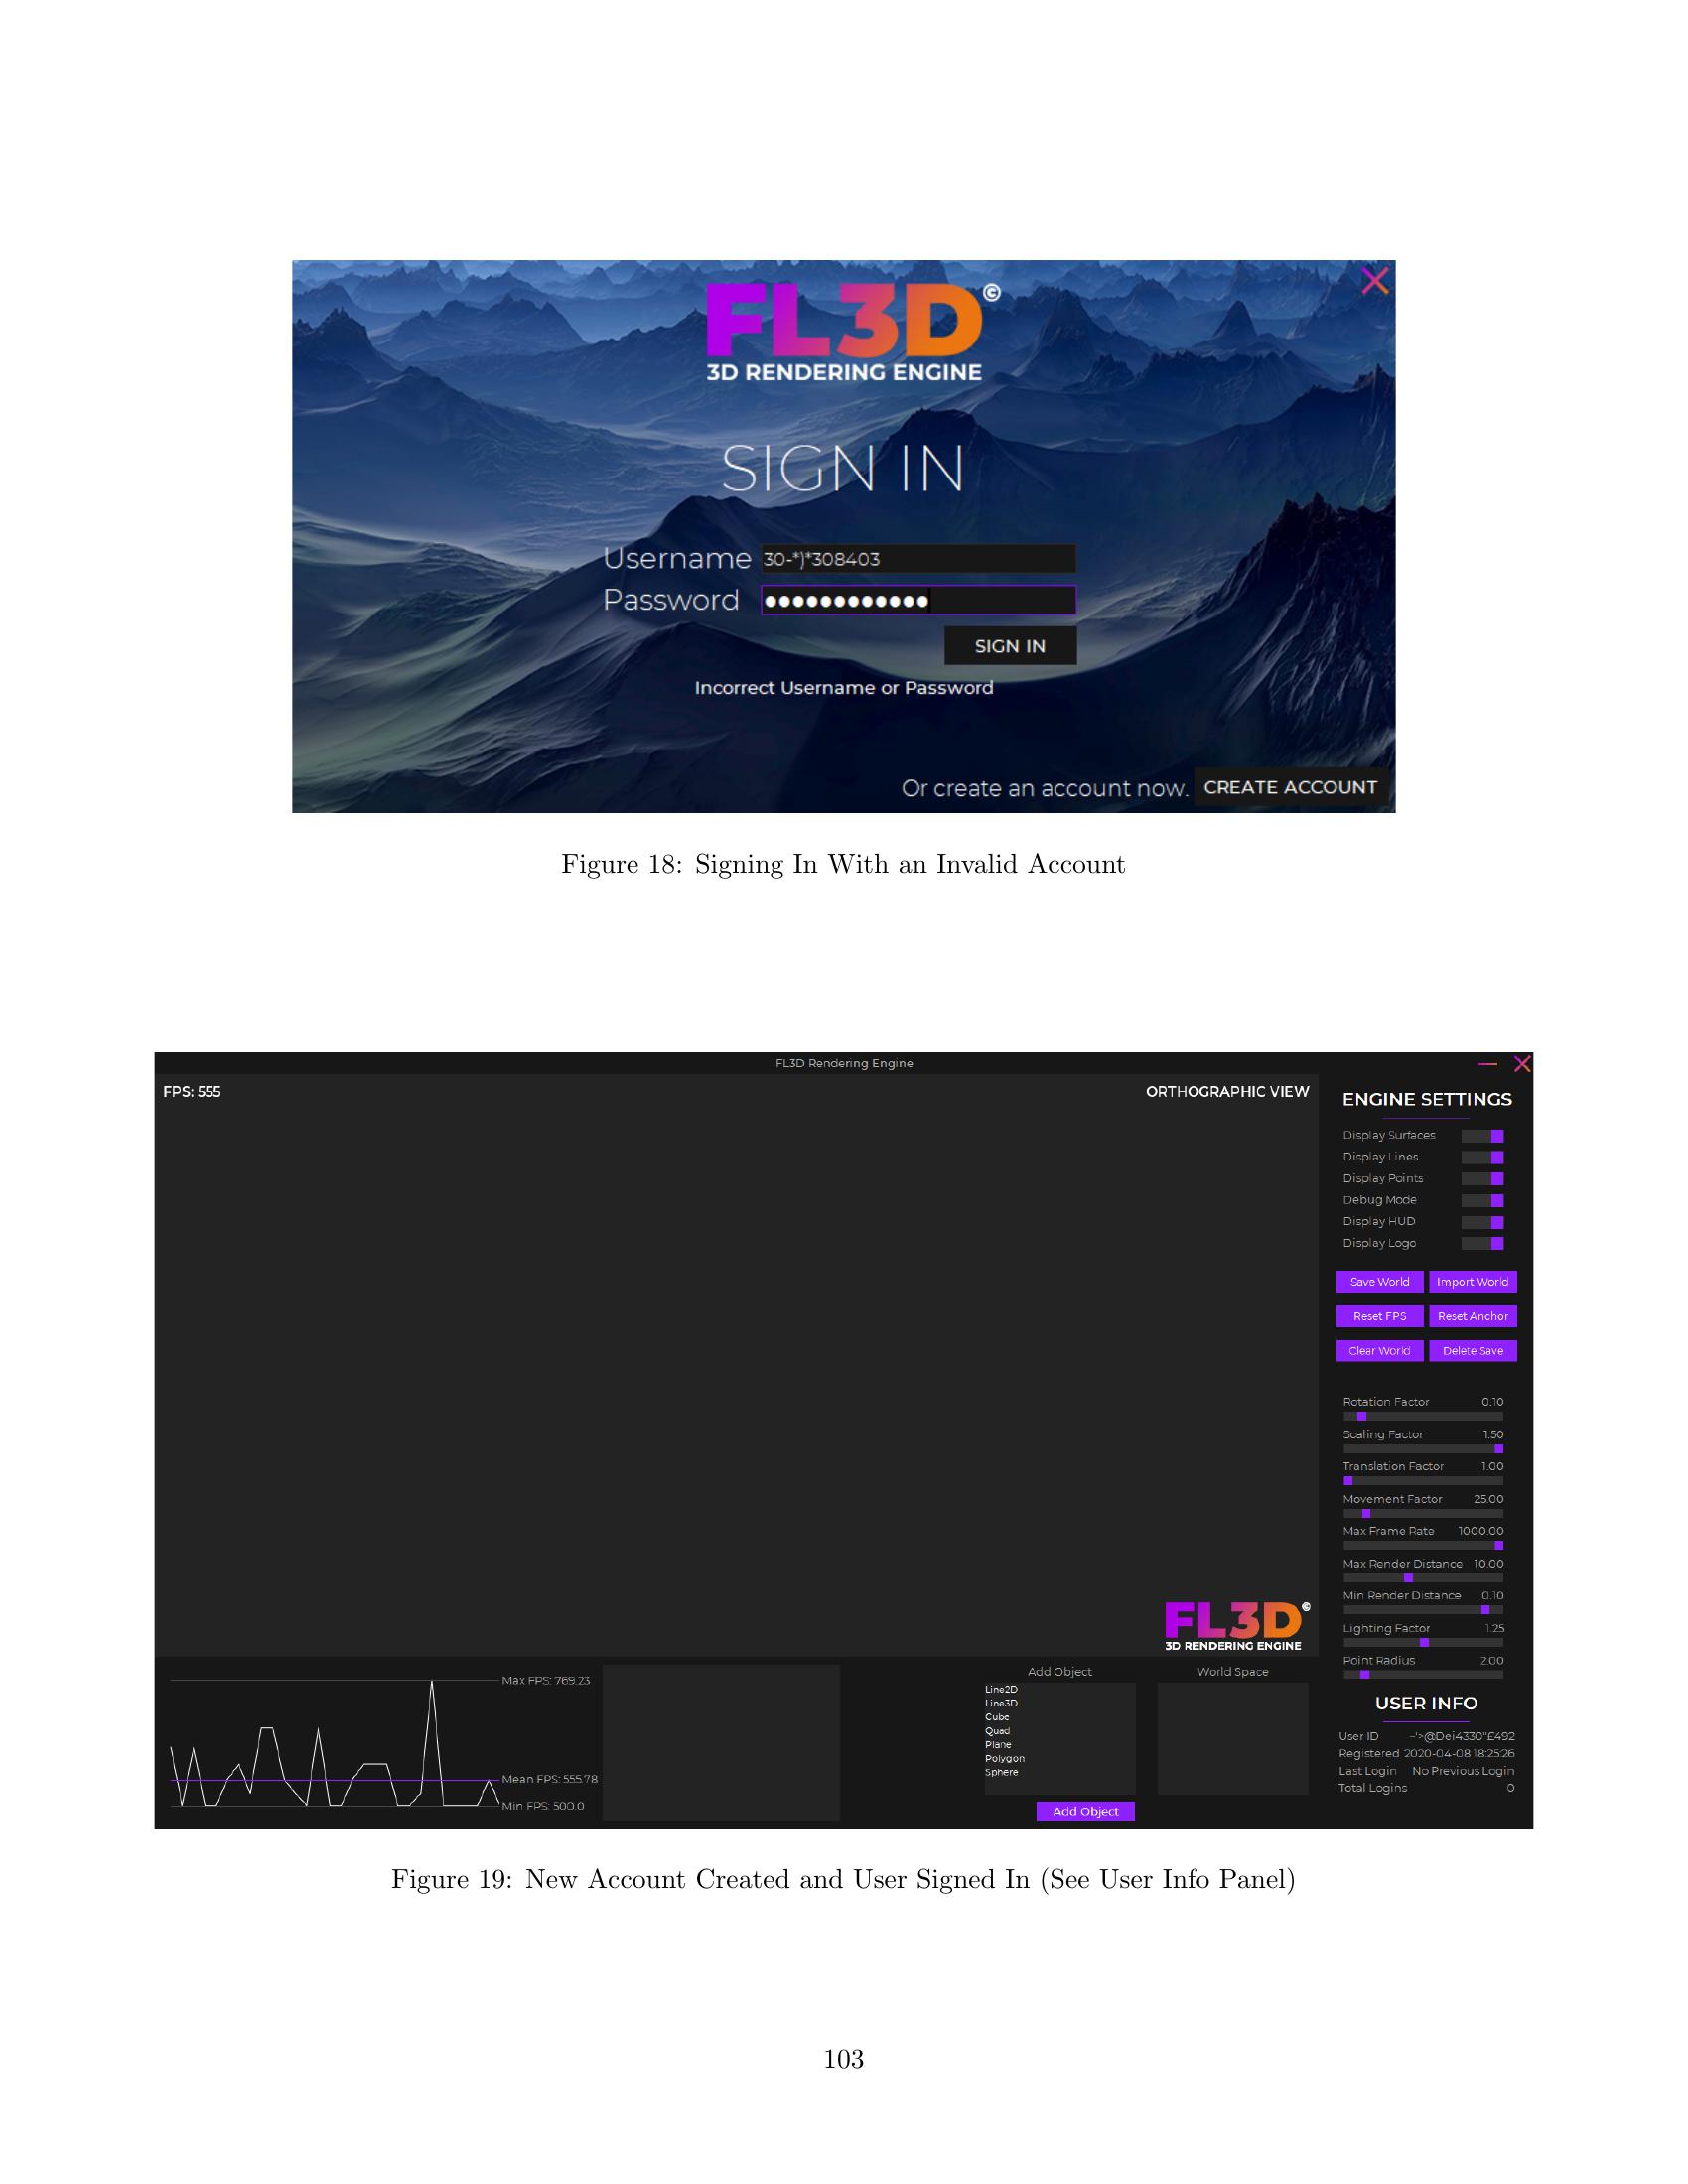 FL3D©
3D RENDERING ENGINE
SIGN IN
Username 30-*)*308403
Password ●●●●●●●●●●●●
SIGN IN
Incorrect Username or Password
Or create an account now. CREATE ACCOUNT
Figure 18: Signing In With an Invalid Account
FL3D Rendering Engine
FPS: 555
ORTHOGRAPHIC VIEW
ENGINE SETTINGS
Display Surfaces
Display Lines
Display Points
Debug Mode
Display HUD
Display Logo
Save World Import World
Reset FPS Reset Anchor
Clear World Delete Save
Rotation Factor 0.10
Scaling Factor 1.50
Translation Factor 1.00
Movement Factor 25.00
Max Frame Rate 1000.00
Max Render Distance 10.00
Min Render Distance 0.10
Lighting Factor 1.25
Point Radius 2.00
USER INFO
User ID
Registered 2020-04-08 18:25:26
Last Login No Previous Login
Total Logins 0
FL3D©
3D RENDERING ENGINE
Max FPS: 769.23
Mean FPS: 555.78
Min FPS: 500.0
Add Object
Line2D
Line3D
Cube
Quad
Plane
Polygon
Sphere
Add Object
World Space
Figure 19: New Account Created and User Signed In (See User Info Panel)
103